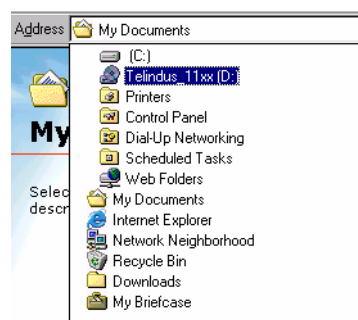 Address My Documents
(C:)
Telindus_11xx (D:)
Printers
Control Panel
Dial-Up Networking
Scheduled Tasks
Web Folders
My Documents
Internet Explorer
Network Neighborhood
Recycle Bin
Downloads
My Briefcase
My
Selec
descr